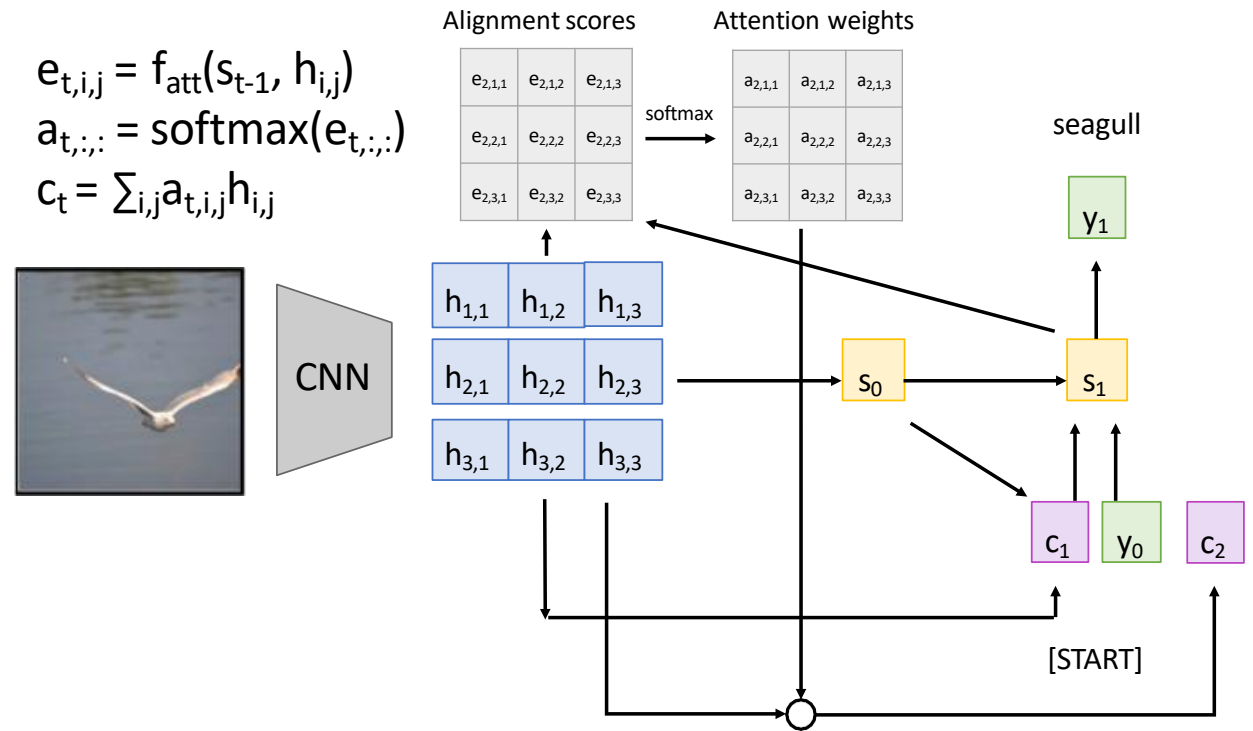 Alignment scores
Attention weights
e_{t,i,j} = f_{att}(s_{t-1}, h_{i,j})
a_{t,:,:} = softmax(e_{t,:,:})
c_t = ∑_{i,j}a_{t,i,j}h_{i,j}
e_{2,1,1} e_{2,1,2} e_{2,1,3}
e_{2,2,1} e_{2,2,2} e_{2,2,3}
e_{2,3,1} e_{2,3,2} e_{2,3,3}
softmax
a_{2,1,1} a_{2,1,2} a_{2,1,3}
a_{2,2,1} a_{2,2,2} a_{2,2,3}
a_{2,3,1} a_{2,3,2} a_{2,3,3}
seagull
y_1
CNN
h_{1,1} h_{1,2} h_{1,3}
h_{2,1} h_{2,2} h_{2,3}
h_{3,1} h_{3,2} h_{3,3}
s_0
s_1
c_1
y_0
c_2
[START]